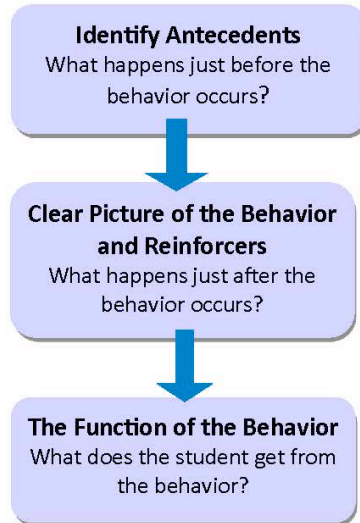 Identify Antecedents
What happens just before the
behavior occurs?
Clear Picture of the Behavior
and Reinforcers
What happens just after the
behavior occurs?
The Function of the Behavior
What does the student get from
the behavior?